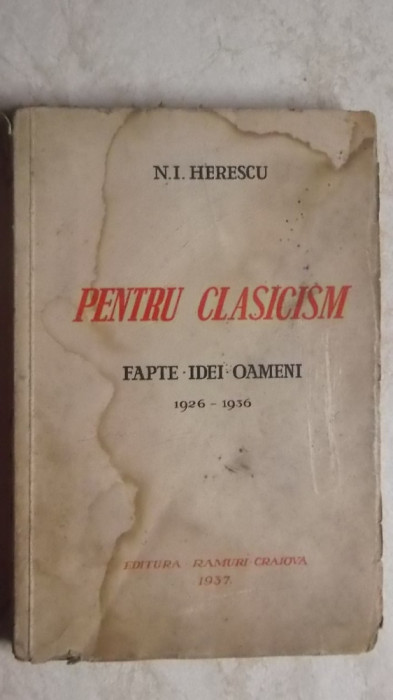 N.I. HERESCU
PENTRU CLASICISM
FAPTE · IDEI · OAMENI
1926 - 1936
EDITURA RAMURI CRAIOVA
1937